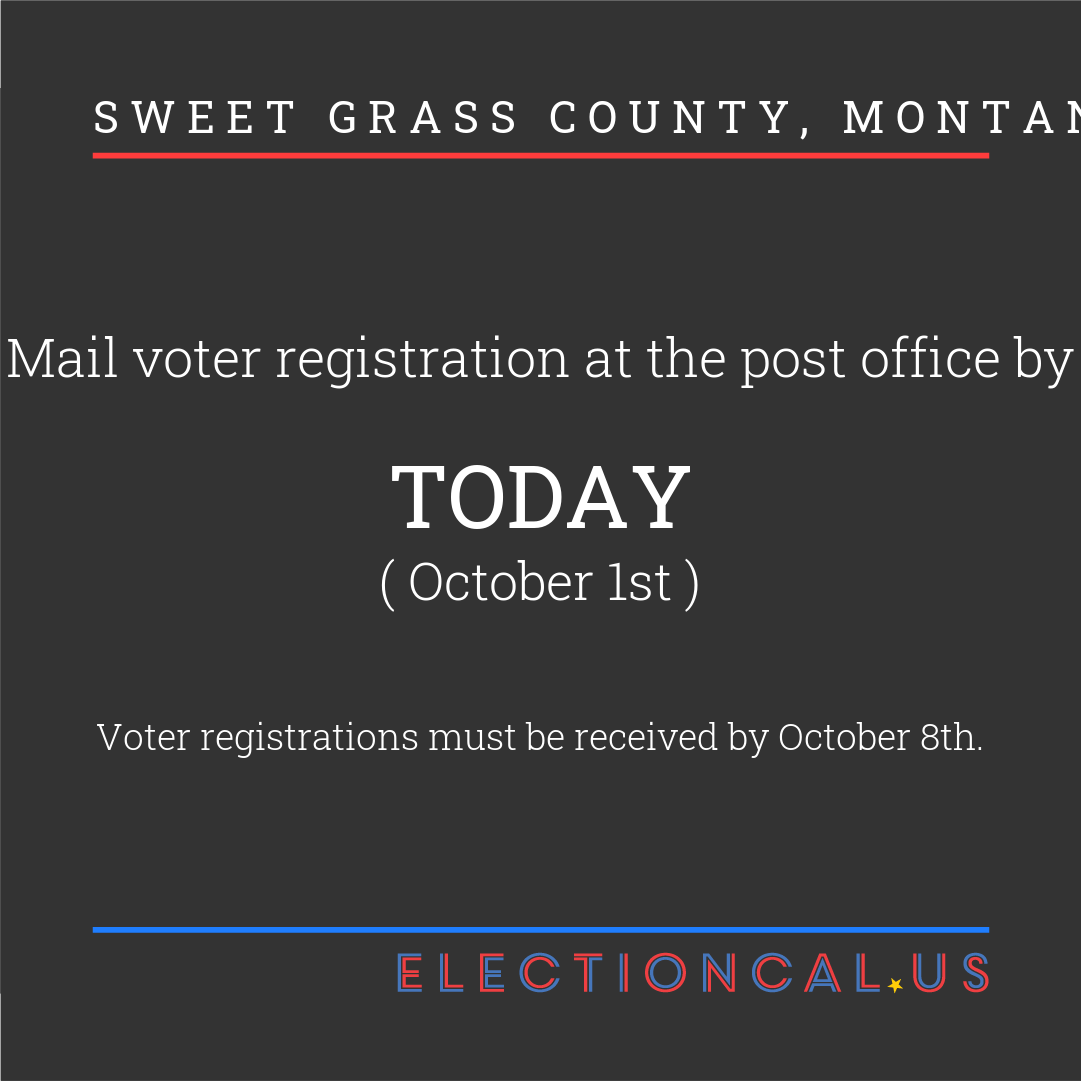 SWEET GRASS COUNTY, MONTAN
Mail voter registration at the post office by
TODAY
( October 1st )
Voter registrations must be received by October 8th.
ELECTIONCAL.US